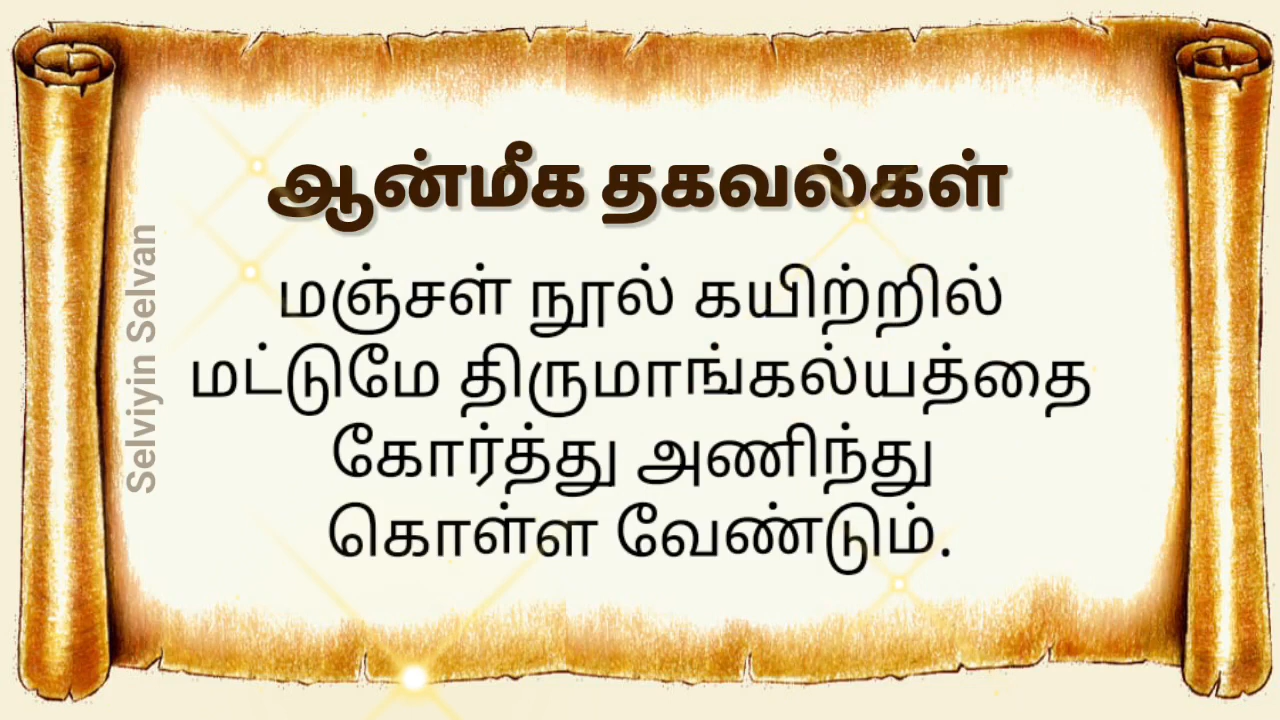 ஆன்மீக தகவல்கள்
மஞ்சள் நூல் கயிற்றில்
மட்டுமே திருமாங்கல்யத்தை
கோர்த்து அணிந்து
கொள்ள வேண்டும்.
Selviyin Selvan